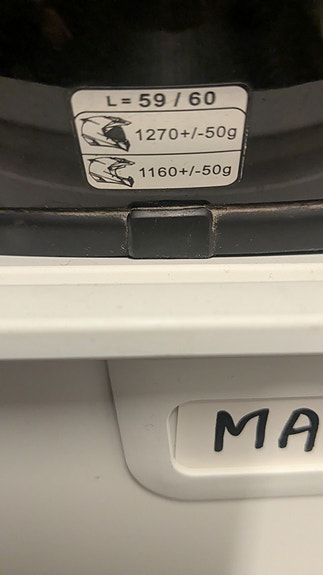 L = 59 / 60
1270+/-50g
1160+/-50g
MA